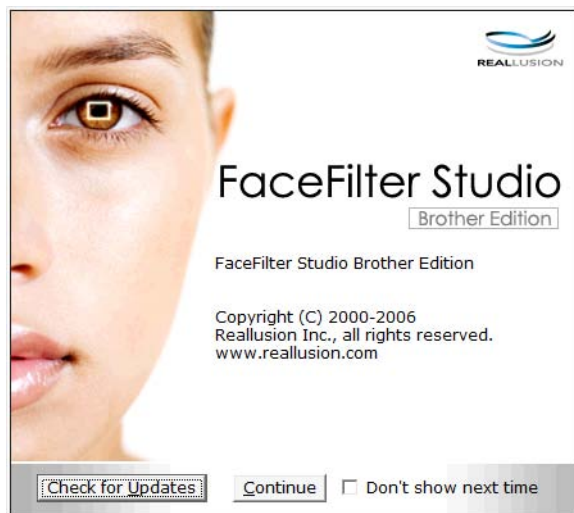 REALLUSION
FaceFilter Studio
Brother Edition
FaceFilter Studio Brother Edition
Copyright (C) 2000-2006
Reallusion Inc., all rights reserved.
www.reallusion.com
Check for Updates
Continue
Don't show next time